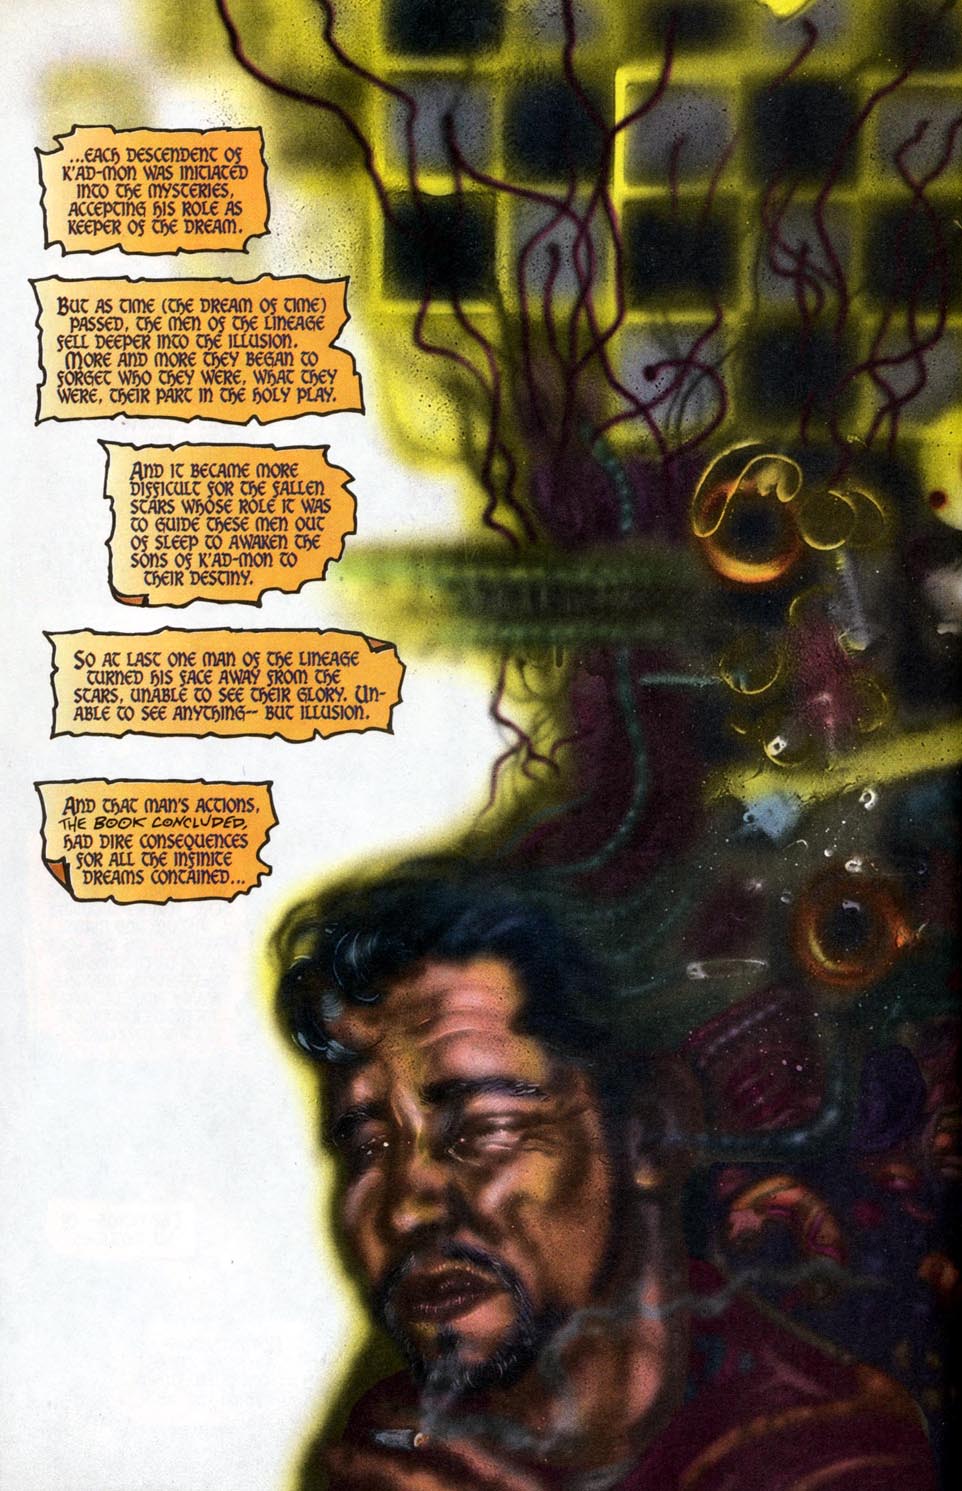 ...EACH DESCENDENT OF
K'AD-MON WAS INITIATED
INTO THE MYSTERIES,
ACCEPTING HIS ROLE AS
KEEPER OF THE DREAM.
BUT AS TIME (THE DREAM OF TIME)
PASSED, THE MEN OF THE LINEAGE
FELL DEEPER INTO THE ILLUSION.
MORE AND MORE THEY BEGAN TO
FORGET WHO THEY WERE, WHAT THEY
WERE, THEIR PART IN THE HOLY PLAY.
AND IT BECAME MORE
DIFFICULT FOR THE FALLEN
STARS WHOSE ROLE IT WAS
TO GUIDE THESE MEN OUT
OF SLEEP TO AWAKEN THE
SONS OF K'AD-MON TO
THEIR DESTINY.
SO AT LAST ONE MAN OF THE LINEAGE
TURNED HIS FACE AWAY FROM THE
STARS, UNABLE TO SEE THEIR GLORY. UN-
ABLE TO SEE ANYTHING-- BUT ILLUSION.
AND THAT MAN'S ACTIONS,
THE BOOK CONCLUDED,
HAD DIRE CONSEQUENCES
FOR ALL THE INFINITE
DREAMS CONTAINED...